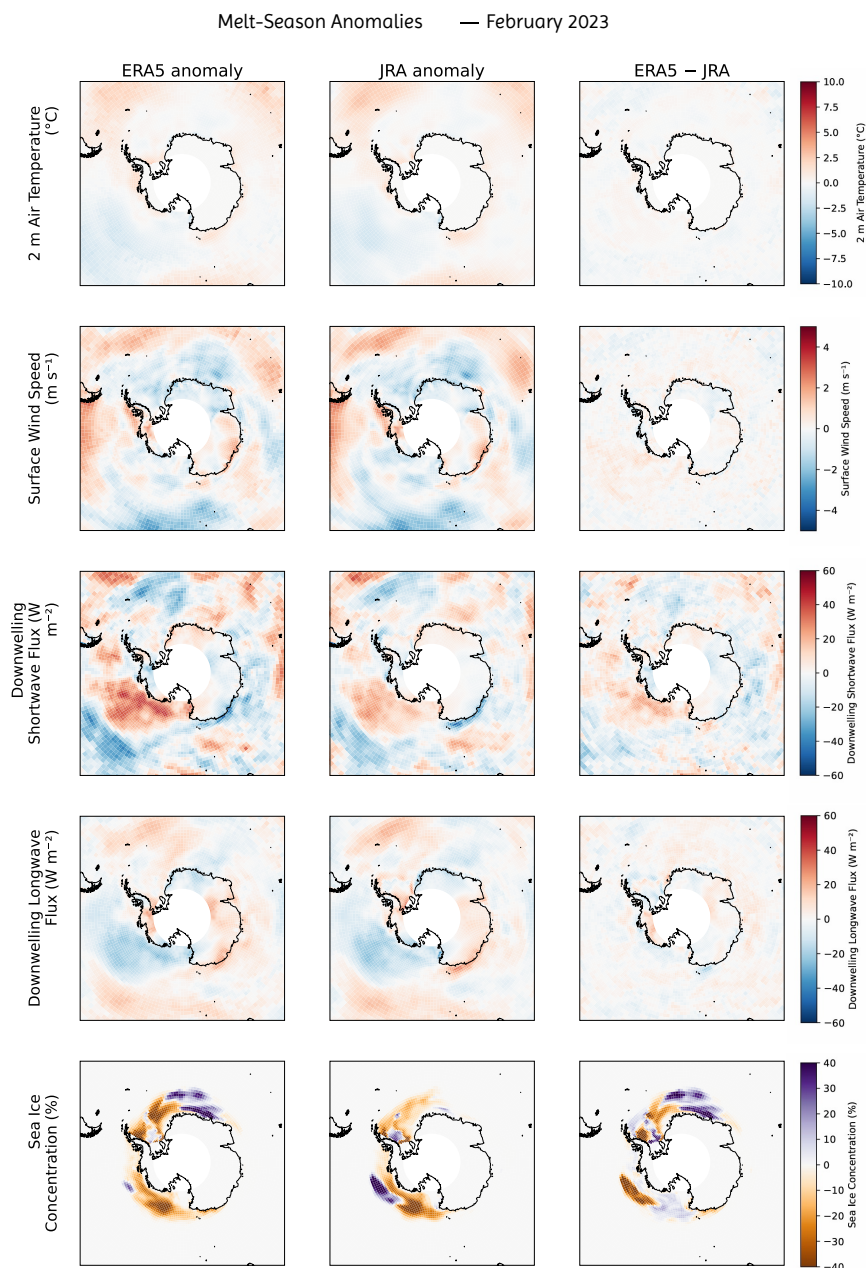 Melt-Season Anomalies — February 2023
ERA5 anomaly JRA anomaly ERA5 − JRA
2 m Air Temperature
(°C)
10.0
7.5
5.0
2.5
0.0
−2.5
−5.0
−7.5
−10.0
2 m Air Temperature (°C)
Surface Wind Speed
(m s⁻¹)
4
2
0
−2
−4
Surface Wind Speed (m s⁻¹)
Downwelling
Shortwave Flux (W
m⁻²)
60
40
20
0
−20
−40
−60
Downwelling Shortwave Flux (W m⁻²)
Downwelling Longwave
Flux (W m⁻²)
60
40
20
0
−20
−40
−60
Downwelling Longwave Flux (W m⁻²)
Sea Ice
Concentration (%)
40
30
20
10
0
−10
−20
−30
−40
Sea Ice Concentration (%)